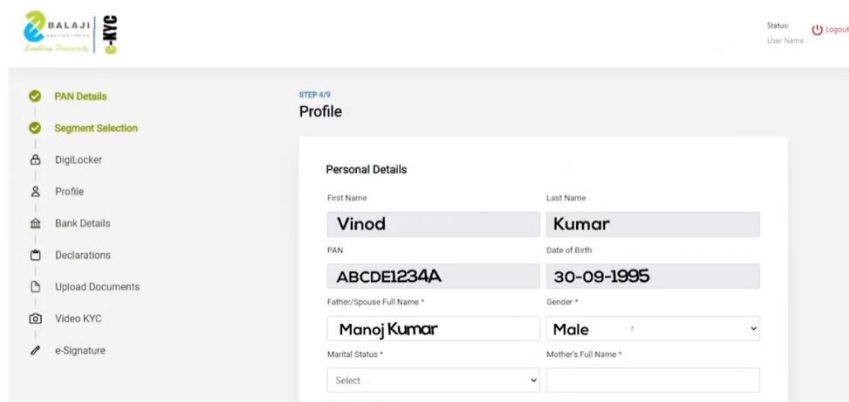 BALAJI
e-KYC
Status:
User Name :
Logout
PAN Details
Segment Selection
DigiLocker
Profile
Bank Details
Declarations
Upload Documents
Video KYC
e-Signature
STEP 4/9
Profile
Personal Details
First Name Last Name
Vinod Kumar
PAN Date of Birth
ABCDE1234A 30-09-1995
Father/Spouse Full Name * Gender *
Manoj Kumar Male
Marital Status * Mother's Full Name *
Select